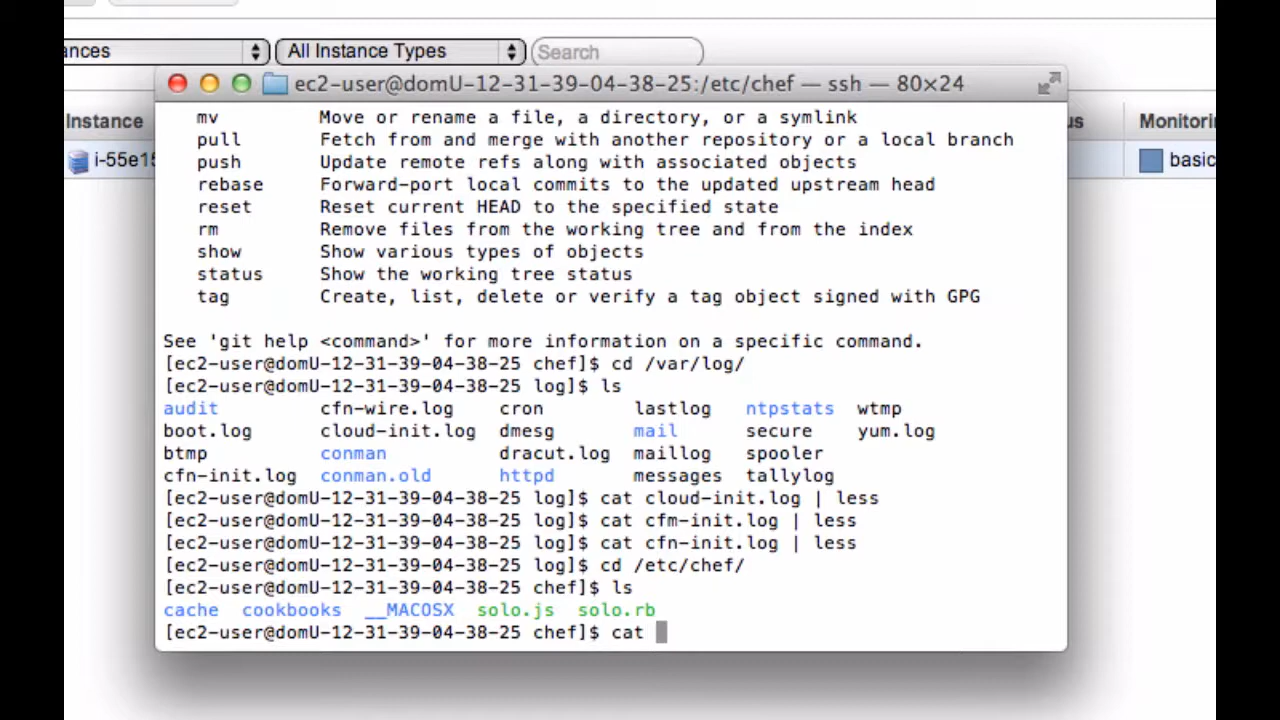 ances All Instance Types Search
ec2-user@domU-12-31-39-04-38-25:/etc/chef — ssh — 80×24
Instance us Monitorin
i-55e15 basic
mv Move or rename a file, a directory, or a symlink
pull Fetch from and merge with another repository or a local branch
push Update remote refs along with associated objects
rebase Forward-port local commits to the updated upstream head
reset Reset current HEAD to the specified state
rm Remove files from the working tree and from the index
show Show various types of objects
status Show the working tree status
tag Create, list, delete or verify a tag object signed with GPG
See 'git help <command>' for more information on a specific command.
[ec2-user@domU-12-31-39-04-38-25 chef]$ cd /var/log/
[ec2-user@domU-12-31-39-04-38-25 log]$ ls
audit cfn-wire.log cron lastlog ntpstats wtmp
boot.log cloud-init.log dmesg mail secure yum.log
btmp conman dracut.log maillog spooler
cfn-init.log conman.old httpd messages tallylog
[ec2-user@domU-12-31-39-04-38-25 log]$ cat cloud-init.log | less
[ec2-user@domU-12-31-39-04-38-25 log]$ cat cfm-init.log | less
[ec2-user@domU-12-31-39-04-38-25 log]$ cat cfn-init.log | less
[ec2-user@domU-12-31-39-04-38-25 log]$ cd /etc/chef/
[ec2-user@domU-12-31-39-04-38-25 chef]$ ls
cache cookbooks __MACOSX solo.js solo.rb
[ec2-user@domU-12-31-39-04-38-25 chef]$ cat